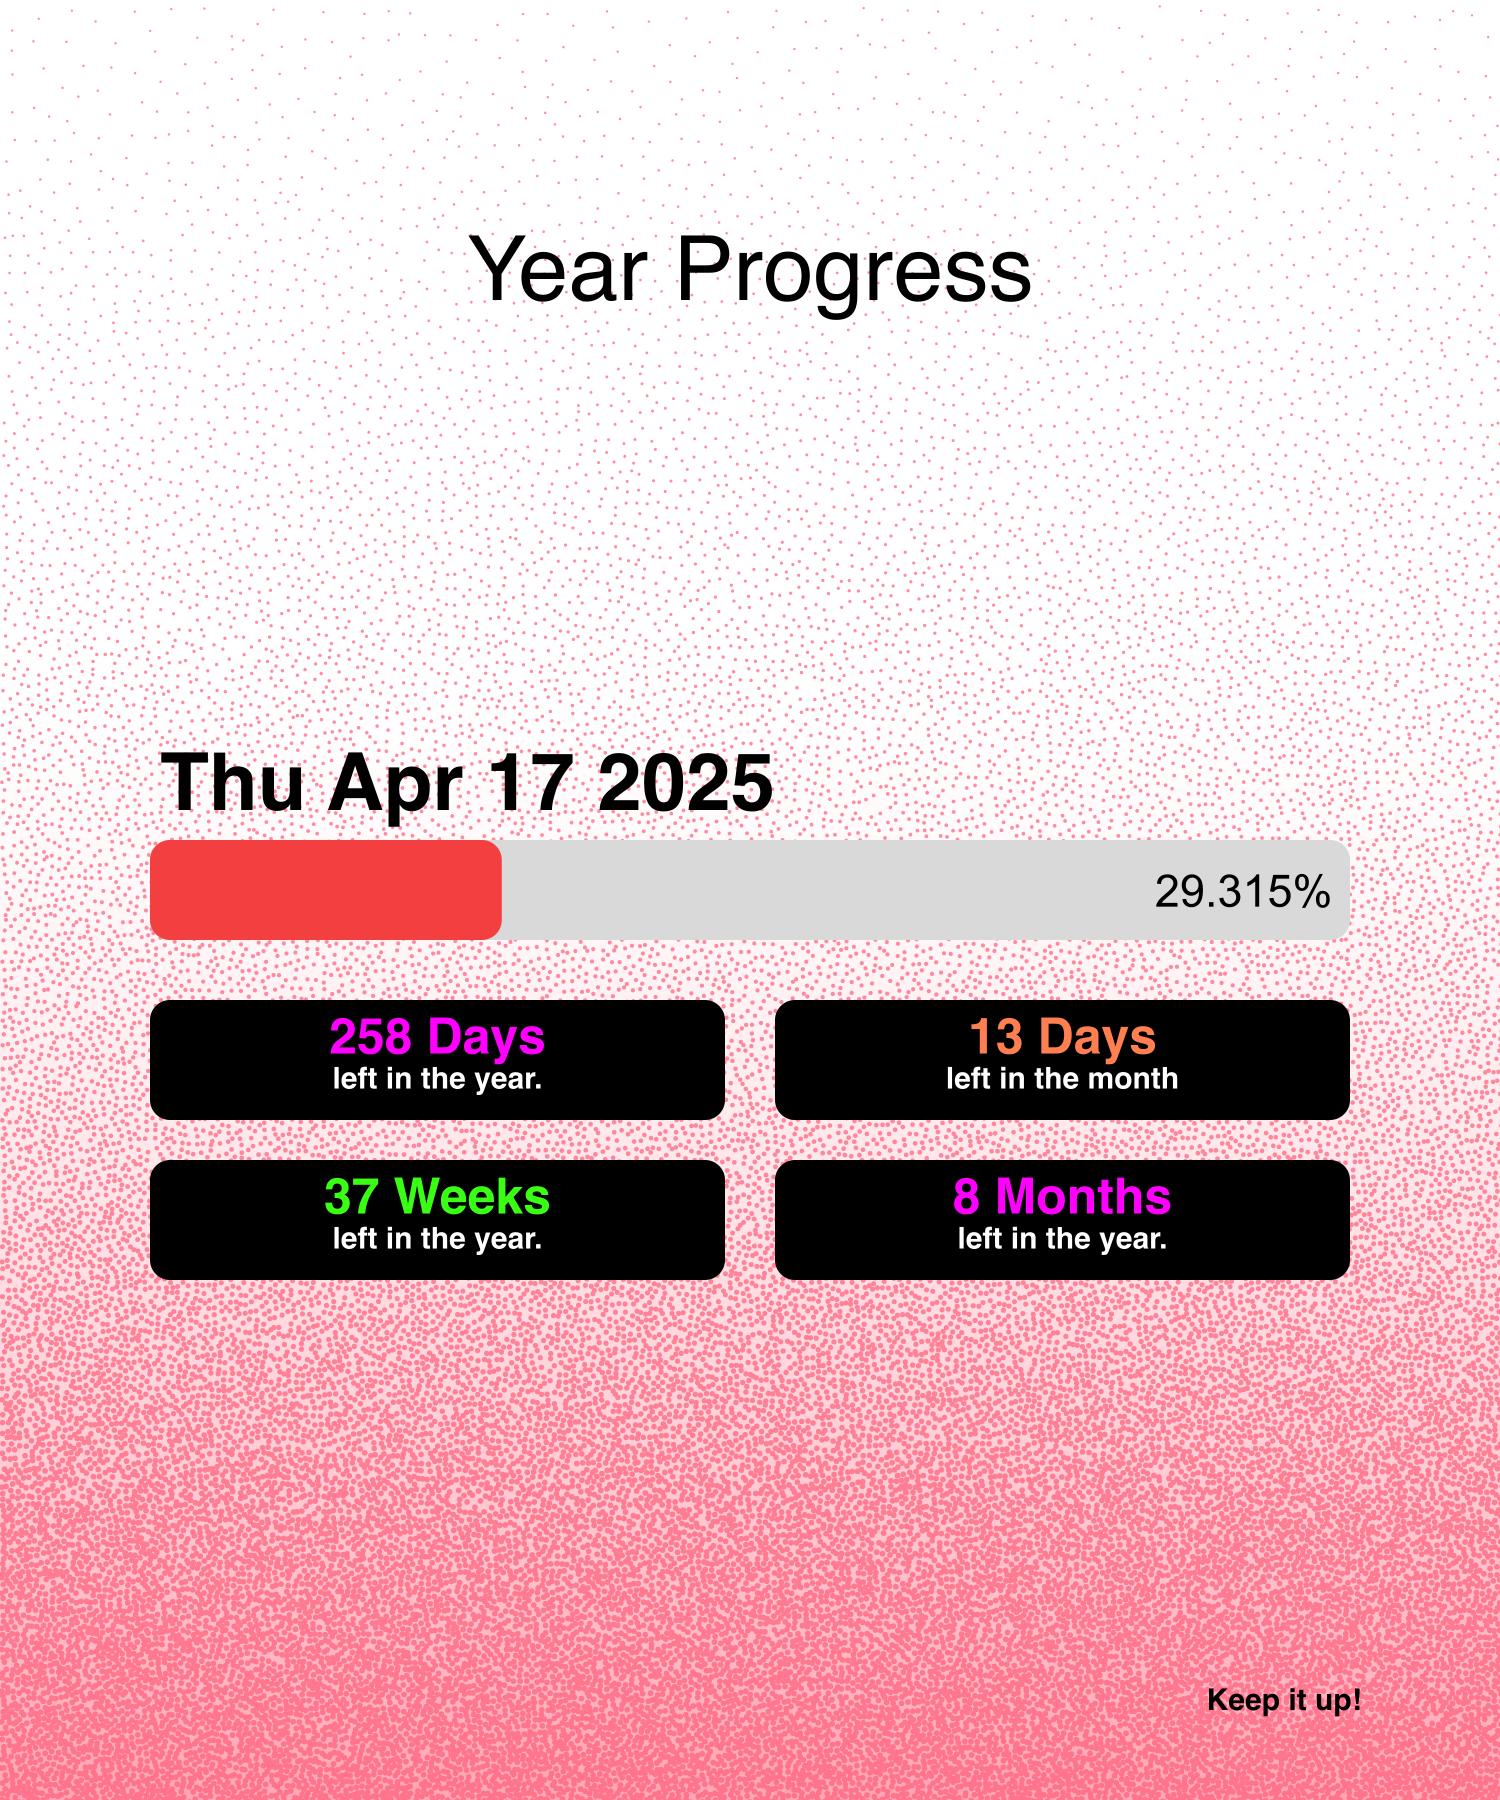 Year Progress
Thu Apr 17 2025
29.315%
258 Days
left in the year.
13 Days
left in the month
37 Weeks
left in the year.
8 Months
left in the year.
Keep it up!